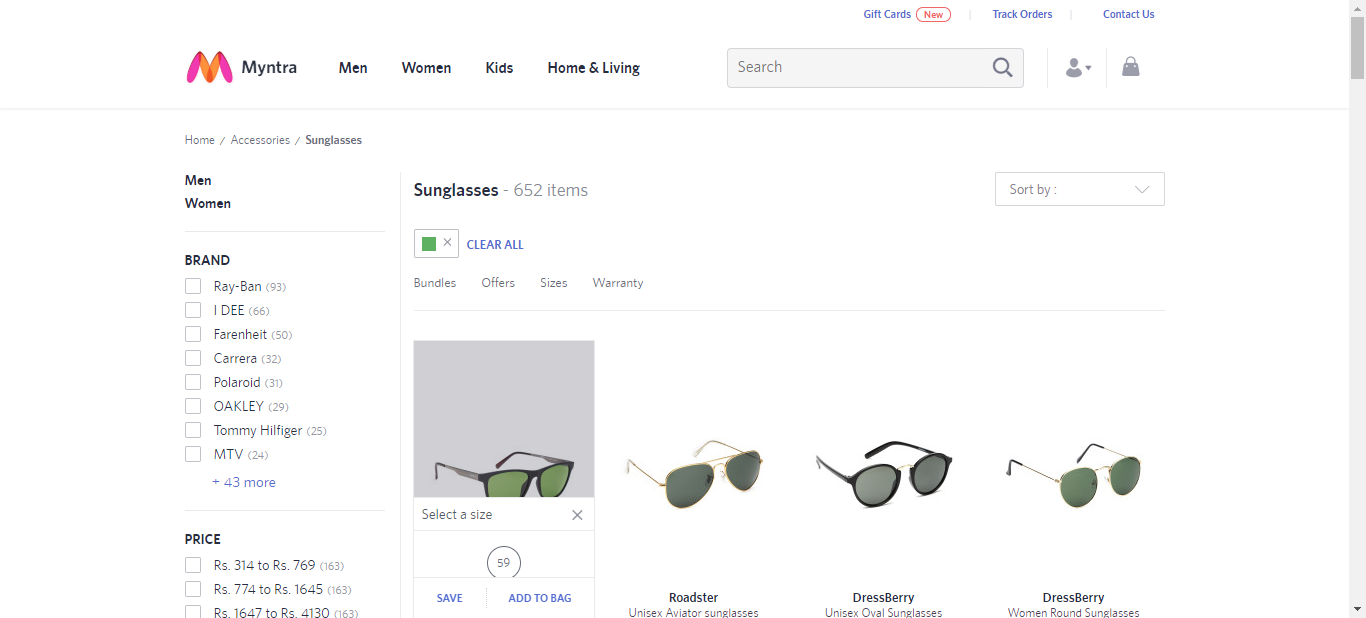 Gift Cards New Track Orders Contact Us
Myntra Men Women Kids Home & Living Search
Home / Accessories / Sunglasses
Men
Women
BRAND
Ray-Ban (93)
I DEE (66)
Farenheit (50)
Carrera (32)
Polaroid (31)
OAKLEY (29)
Tommy Hilfiger (25)
MTV (24)
+ 43 more
PRICE
Rs. 314 to Rs. 769 (163)
Rs. 774 to Rs. 1645 (163)
Rs. 1647 to Rs. 4130 (163)
Sunglasses - 652 items
Sort by :
CLEAR ALL
Bundles Offers Sizes Warranty
Select a size
59
SAVE ADD TO BAG
Roadster
Unisex Aviator sunglasses
DressBerry
Unisex Oval Sunglasses
DressBerry
Women Round Sunglasses